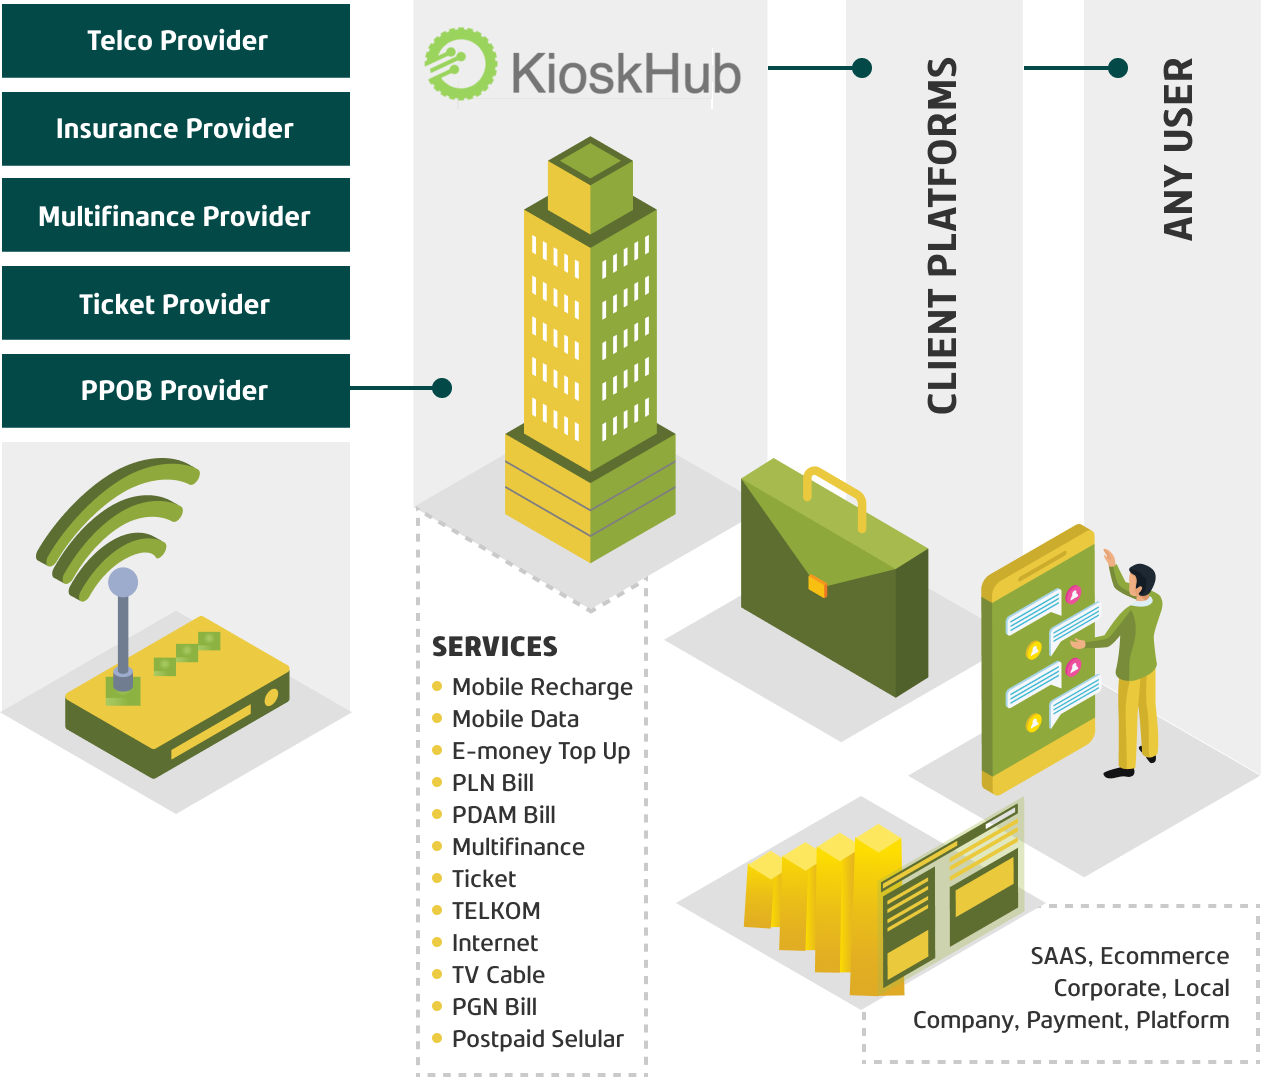 Telco Provider
Insurance Provider
Multifinance Provider
Ticket Provider
PPOB Provider
KioskHub
CLIENT PLATFORMS
ANY USER
SERVICES
Mobile Recharge
Mobile Data
E-money Top Up
PLN Bill
PDAM Bill
Multifinance
Ticket
TELKOM
Internet
TV Cable
PGN Bill
Postpaid Selular
SAAS, Ecommerce
Corporate, Local
Company, Payment, Platform